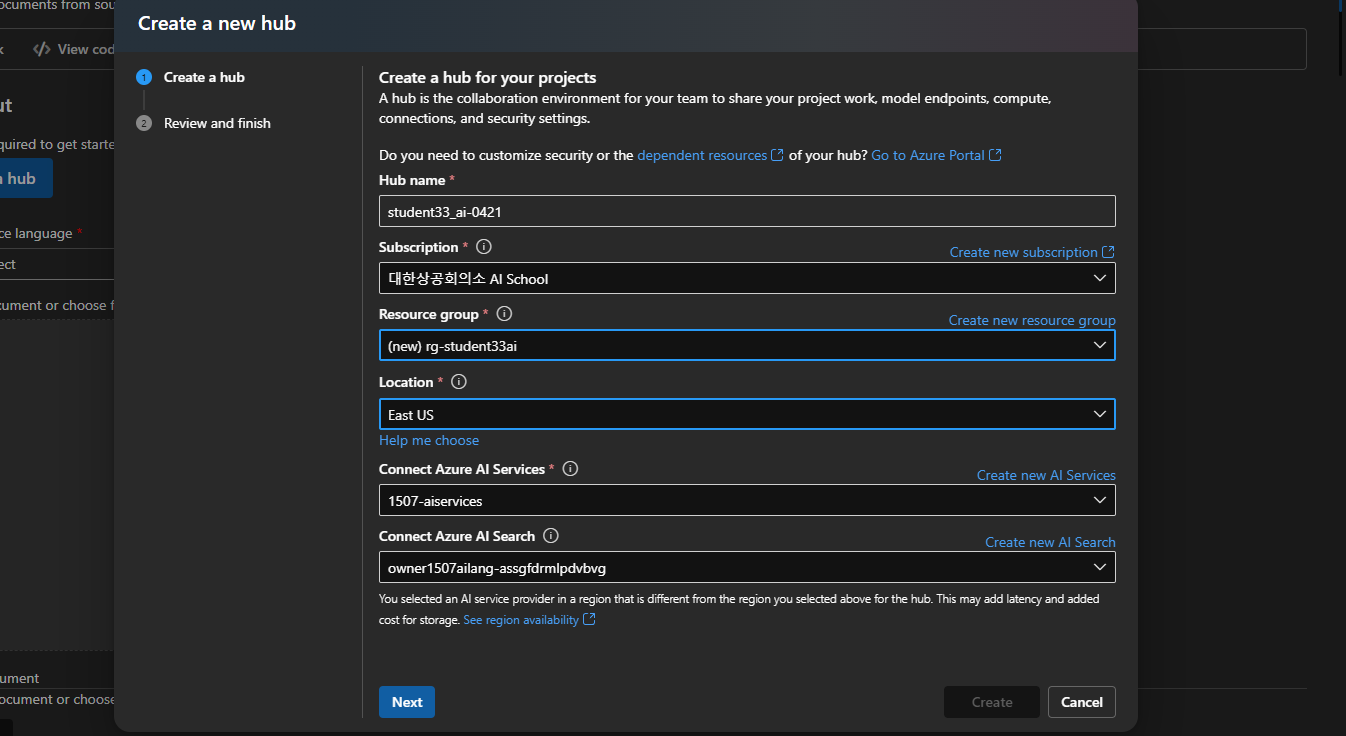 ocuments from sou
Create a new hub
View cod
1 Create a hub
2 Review and finish
ut
quired to get starte
n hub
ce language *
ect
cument or choose f
ument
ocument or choose
Create a hub for your projects
A hub is the collaboration environment for your team to share your project work, model endpoints, compute,
connections, and security settings.
Do you need to customize security or the dependent resources of your hub? Go to Azure Portal
Hub name *
student33_ai-0421
Subscription *
Create new subscription
대한상공회의소 AI School
Resource group *
Create new resource group
(new) rg-student33ai
Location *
East US
Help me choose
Connect Azure AI Services *
Create new AI Services
1507-aiservices
Connect Azure AI Search
Create new AI Search
owner1507ailang-assgfdrmlpdvbvg
You selected an AI service provider in a region that is different from the region you selected above for the hub. This may add latency and added
cost for storage. See region availability
Next
Create
Cancel